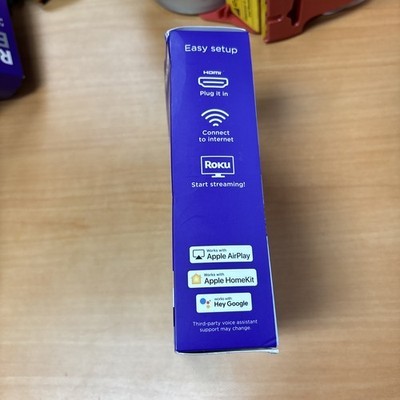 Easy setup
HDMI
Plug it in
Connect
to internet
ROKU
Start streaming!
Works with
Apple AirPlay
Works with
Apple HomeKit
works with
Hey Google
Third-party voice assistant
support may change.